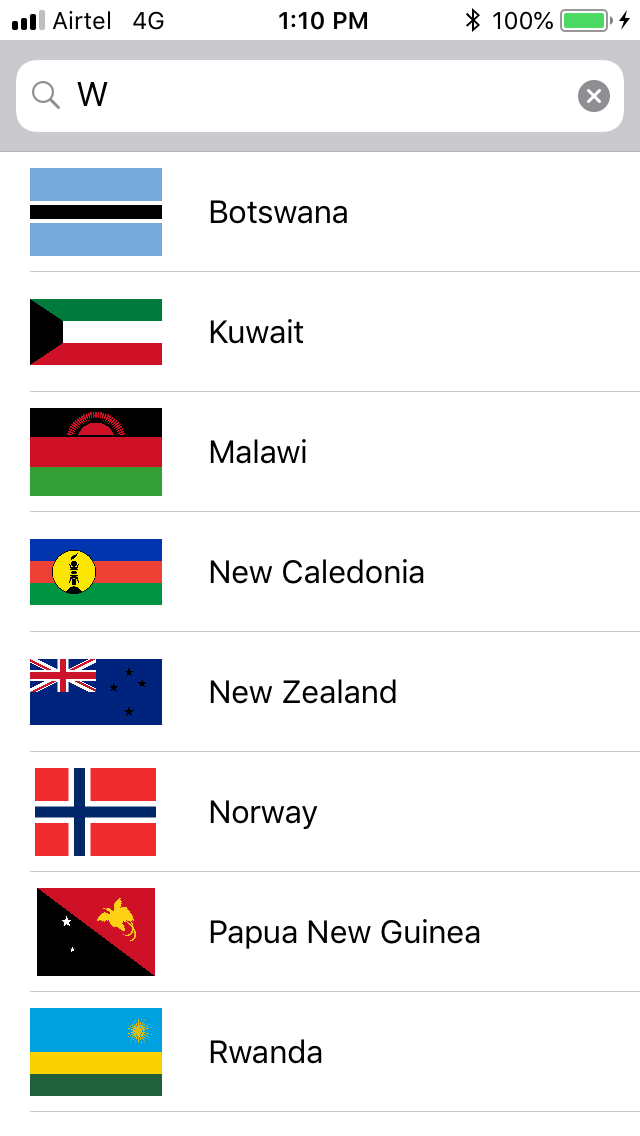 Airtel 4G 1:10 PM 100%
W
Botswana
Kuwait
Malawi
New Caledonia
New Zealand
Norway
Papua New Guinea
Rwanda